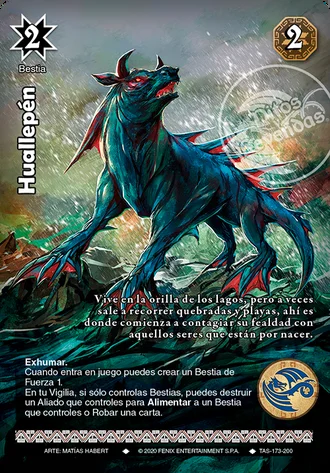 2
2
Bestia
Huallepén
Mitos y Leyendas
Vive en la orilla de los lagos, pero a veces
sale a recorrer quebradas y playas, ahí es
donde comienza a contagiar su fealdad con
aquellos seres que están por nacer.
Exhumar.
Cuando entra en juego puedes crear un Bestia de
Fuerza 1.
En tu Vigilia, si sólo controlas Bestias, puedes destruir
un Aliado que controles para Alimentar a un Bestia
que controles o Robar una carta.
ARTE: MATÍAS HABERT
© 2020 FENIX ENTERTAINMENT S.P.A.
TAS-173-200